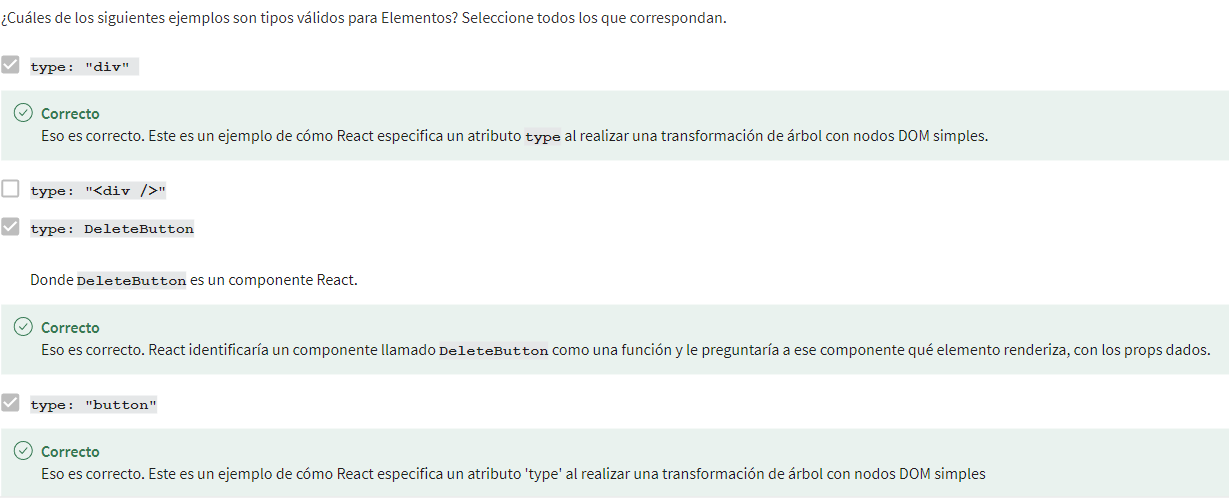 ¿Cuáles de los siguientes ejemplos son tipos válidos para Elementos? Seleccione todos los que correspondan.
type: "div"
Correcto
Eso es correcto. Este es un ejemplo de cómo React especifica un atributo type al realizar una transformación de árbol con nodos DOM simples.
type: "<div />"
type: DeleteButton
Donde DeleteButton es un componente React.
Correcto
Eso es correcto. React identificaría un componente llamado DeleteButton como una función y le preguntaría a ese componente qué elemento renderiza, con los props dados.
type: "button"
Correcto
Eso es correcto. Este es un ejemplo de cómo React especifica un atributo 'type' al realizar una transformación de árbol con nodos DOM simples